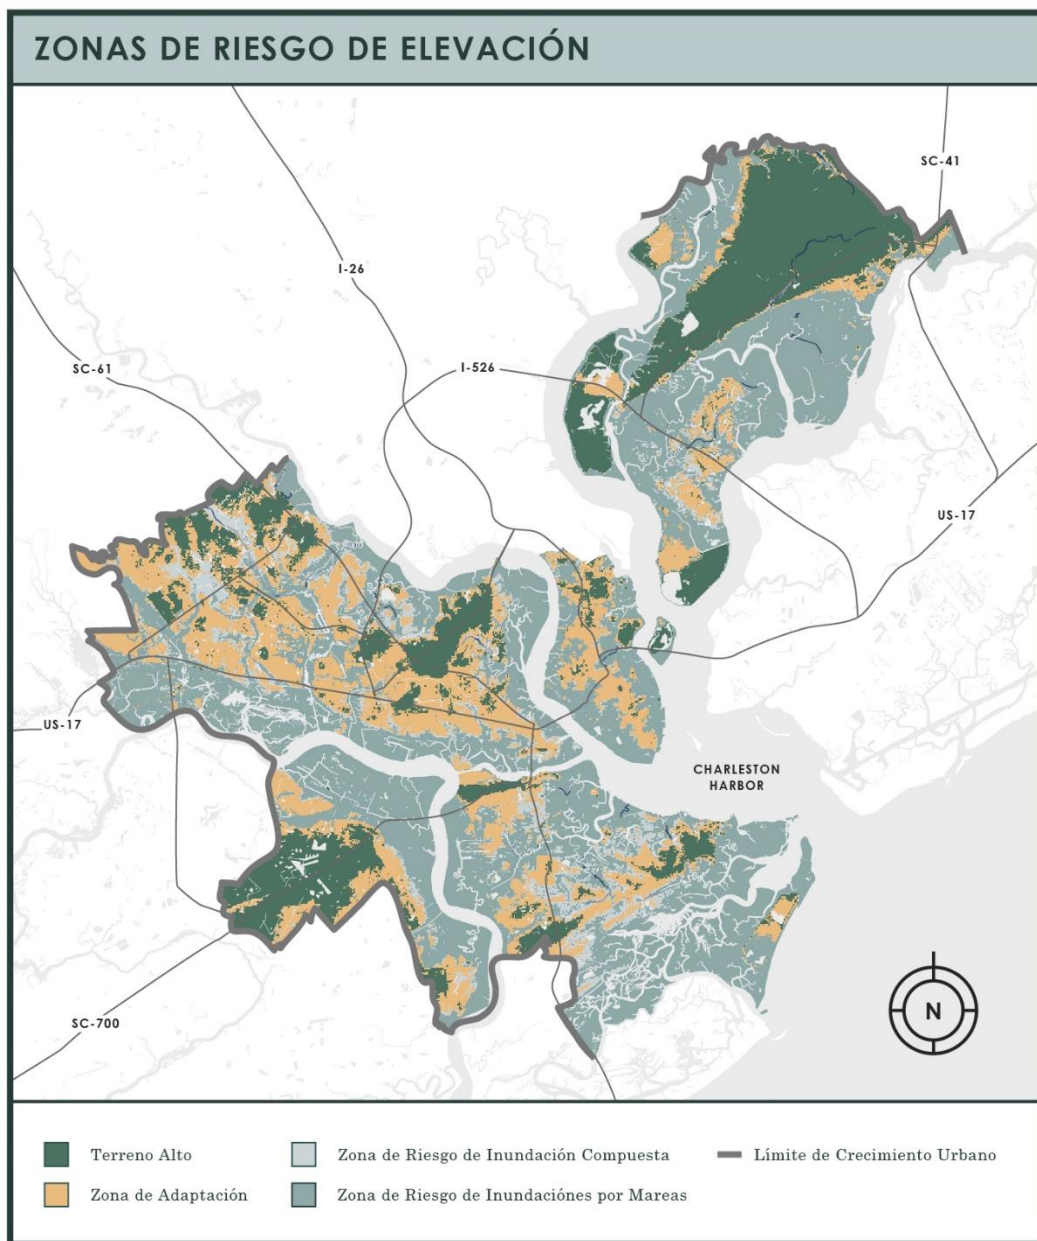 ZONAS DE RIESGO DE ELEVACIÓN
SC-41
I-26
SC-61
I-526
US-17
US-17
CHARLESTON
HARBOR
N
SC-700
Terreno Alto
Zona de Adaptación
Zona de Riesgo de Inundación Compuesta
Zona de Riesgo de Inundaciónes por Mareas
Límite de Crecimiento Urbano